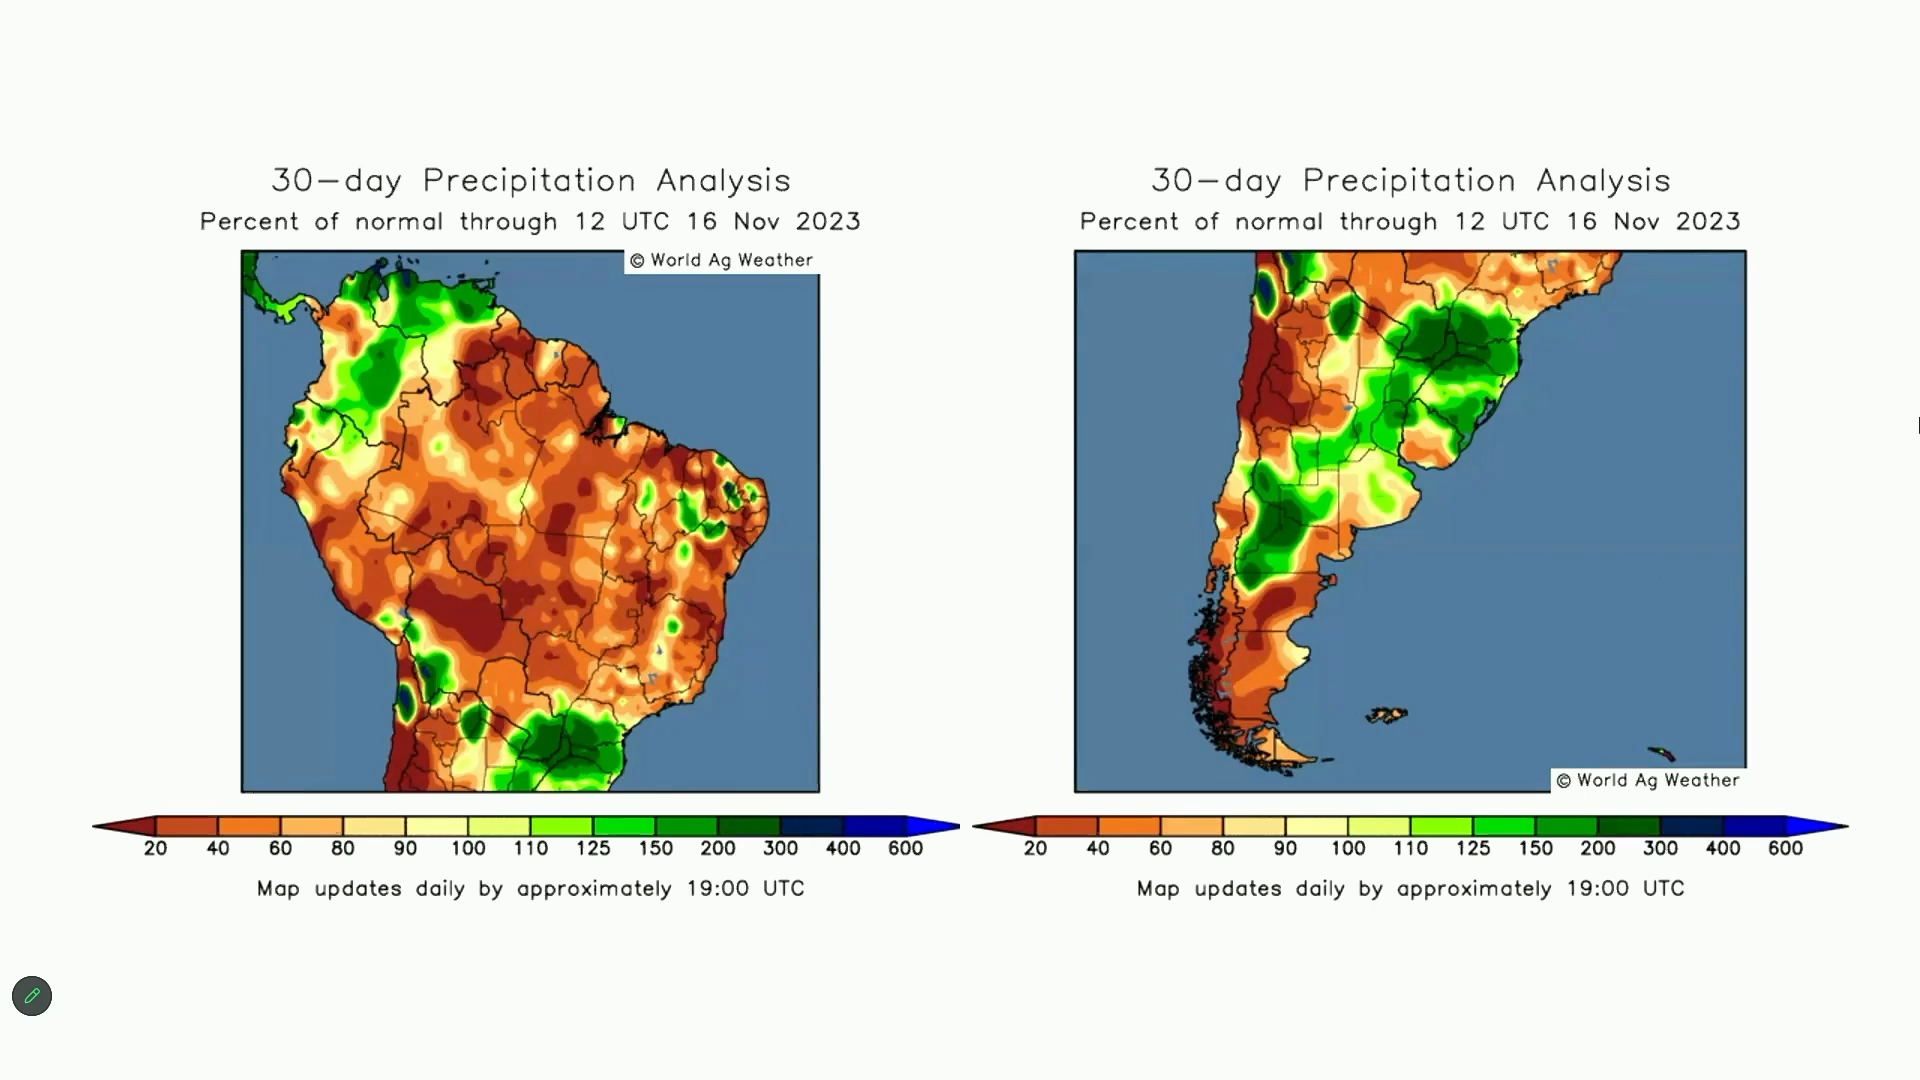 30-day Precipitation Analysis
Percent of normal through 12 UTC 16 Nov 2023
© World Ag Weather
20 40 60 80 90 100 110 125 150 200 300 400 600
Map updates daily by approximately 19:00 UTC
30-day Precipitation Analysis
Percent of normal through 12 UTC 16 Nov 2023
© World Ag Weather
20 40 60 80 90 100 110 125 150 200 300 400 600
Map updates daily by approximately 19:00 UTC